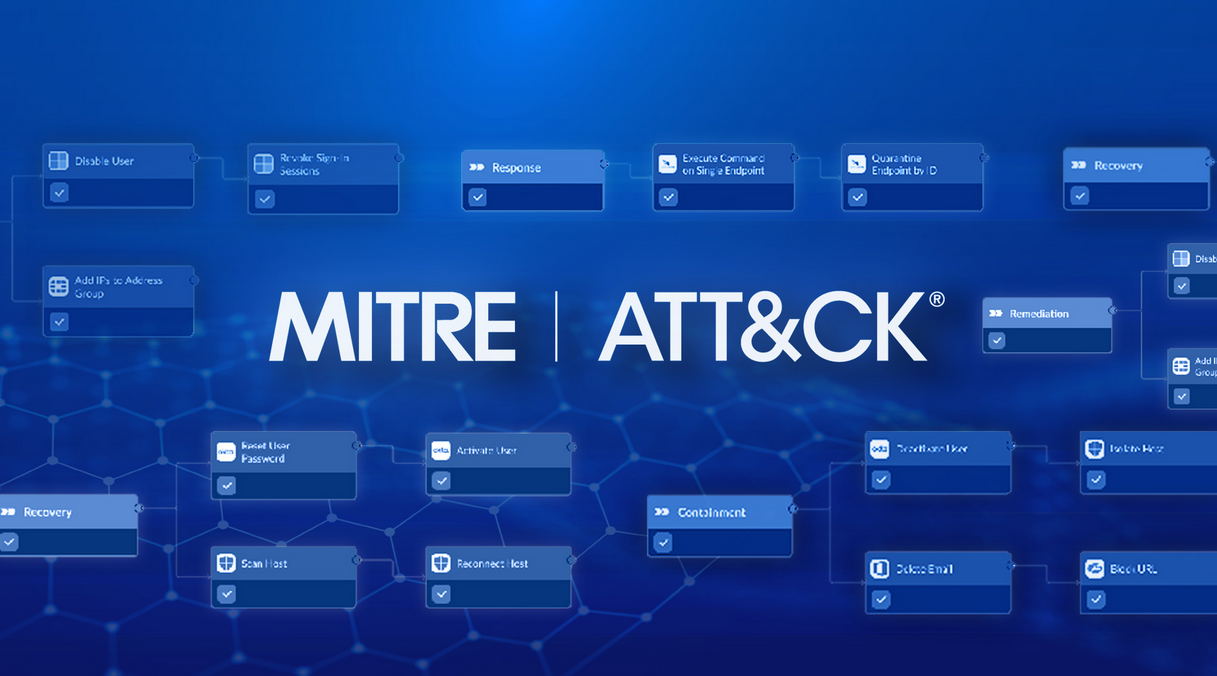 Disable User
Revoke Sign-In
Sessions
Response
Execute Command
on Single Endpoint
Quarantine
Endpoint by ID
Recovery
Add IPs to Address
Group
MITRE | ATT&CK®
Remediation
Reset User
Password
Activate User
Recovery
Scan Host
Reconnect Host
Containment
Deactivate User
Isolate Host
Delete Email
Block URL